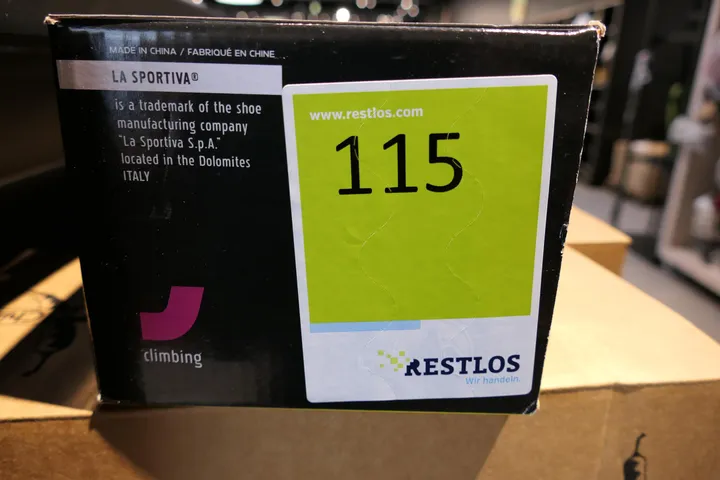 MADE IN CHINA / FABRIQUÉ EN CHINE
LA SPORTIVA®
is a trademark of the shoe
manufacturing company
"La Sportiva S.p.A."
located in the Dolomites
ITALY
climbing
www.restlos.com
115
RESTLOS
Wir handeln.